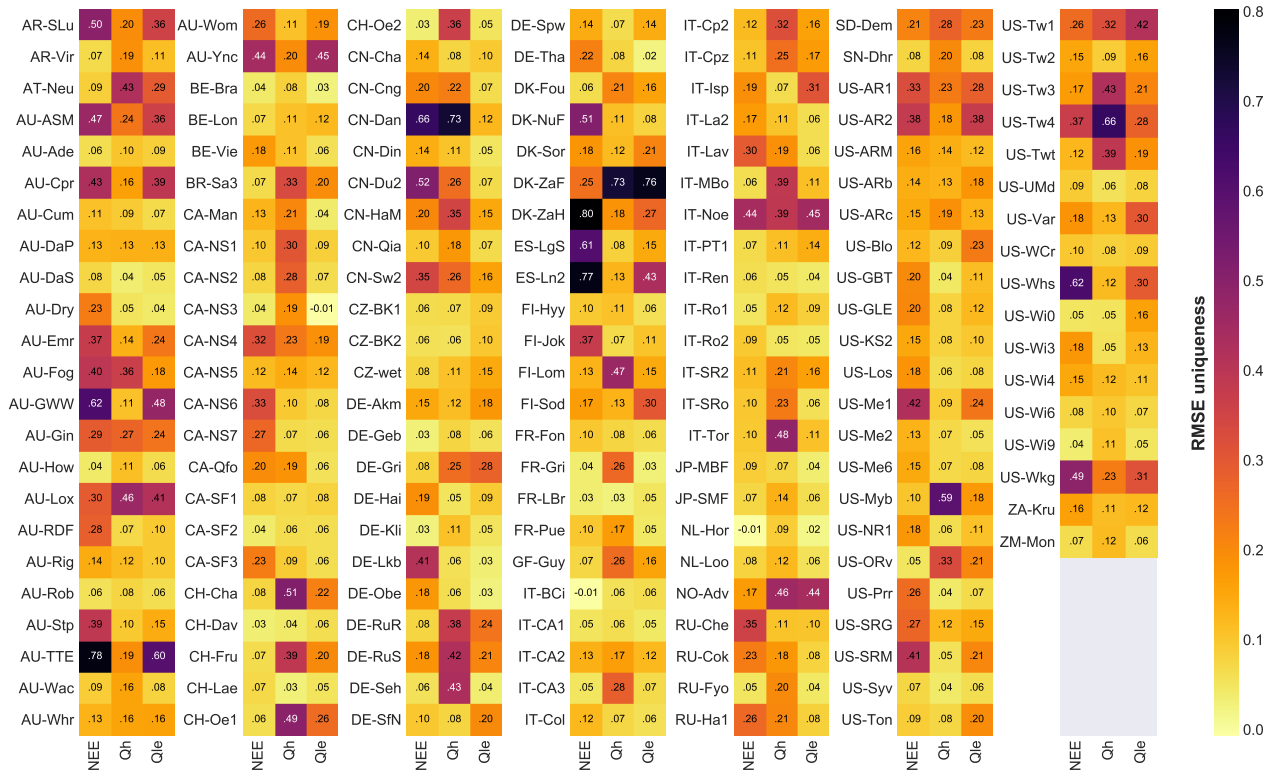 AR-SLu .50 .20 .36 AU-Wom .26 .11 .19 CH-Oe2 .03 .36 .05 DE-Spw .14 .07 .14 IT-Cp2 .12 .32 .16 SD-Dem .21 .28 .23 US-Tw1 .26 .32 .42 0.8
AR-Vir .07 .19 .11 AU-Ync .44 .20 .45 CN-Cha .14 .08 .10 DE-Tha .22 .08 .02 IT-Cpz .11 .25 .17 SN-Dhr .08 .20 .08 US-Tw2 .15 .09 .16
AT-Neu .09 .43 .29 BE-Bra .04 .08 .03 CN-Cng .20 .22 .07 DK-Fou .06 .21 .16 IT-Isp .19 .07 .31 US-AR1 .33 .23 .28 US-Tw3 .17 .43 .21 0.7
AU-ASM .47 .24 .36 BE-Lon .07 .11 .12 CN-Dan .66 .73 .12 DK-NuF .51 .11 .08 IT-La2 .17 .11 .06 US-AR2 .38 .18 .38 US-Tw4 .37 .66 .28
AU-Ade .06 .10 .09 BE-Vie .18 .11 .06 CN-Din .14 .11 .05 DK-Sor .18 .12 .21 IT-Lav .30 .19 .06 US-ARM .16 .14 .12 US-Twt .12 .39 .19
AU-Cpr .43 .16 .39 BR-Sa3 .07 .33 .20 CN-Du2 .52 .26 .07 DK-ZaF .25 .73 .76 IT-MBo .06 .39 .11 US-ARb .14 .13 .18 US-UMd .09 .06 .08 0.6
AU-Cum .11 .09 .07 CA-Man .13 .21 .04 CN-HaM .20 .35 .15 DK-ZaH .80 .18 .27 IT-Noe .44 .39 .45 US-ARc .15 .19 .13 US-Var .18 .13 .30
AU-DaP .13 .13 .13 CA-NS1 .10 .30 .09 CN-Qia .10 .18 .07 ES-LgS .61 .08 .15 IT-PT1 .07 .11 .14 US-Blo .12 .09 .23 US-WCr .10 .08 .09
AU-DaS .08 .04 .05 CA-NS2 .08 .28 .07 CN-Sw2 .35 .26 .16 ES-Ln2 .77 .13 .43 IT-Ren .06 .05 .04 US-GBT .20 .04 .11 US-Whs .62 .12 .30 0.5
AU-Dry .23 .05 .04 CA-NS3 .04 .19 -0.01 CZ-BK1 .06 .07 .09 FI-Hyy .10 .11 .06 IT-Ro1 .05 .12 .09 US-GLE .20 .08 .12 US-Wi0 .05 .05 .16
AU-Emr .37 .14 .24 CA-NS4 .32 .23 .19 CZ-BK2 .06 .06 .10 FI-Jok .37 .07 .11 IT-Ro2 .09 .05 .05 US-KS2 .15 .08 .10 US-Wi3 .18 .05 .13
AU-Fog .40 .36 .18 CA-NS5 .12 .14 .12 CZ-wet .08 .11 .15 FI-Lom .13 .47 .15 IT-SR2 .11 .21 .16 US-Los .18 .06 .08 US-Wi4 .15 .12 .11 0.4
AU-GWW .62 .11 .48 CA-NS6 .33 .10 .08 DE-Akm .15 .12 .18 FI-Sod .17 .13 .30 IT-SRo .10 .23 .06 US-Me1 .42 .09 .24 US-Wi6 .08 .10 .07
AU-Gin .29 .27 .24 CA-NS7 .27 .07 .06 DE-Geb .03 .08 .06 FR-Fon .10 .08 .06 IT-Tor .10 .48 .11 US-Me2 .13 .07 .05 US-Wi9 .04 .11 .05
AU-How .04 .11 .06 CA-Qfo .20 .19 .06 DE-Gri .08 .25 .28 FR-Gri .04 .26 .03 JP-MBF .09 .07 .04 US-Me6 .15 .07 .08 US-Wkg .49 .23 .31 0.3
AU-Lox .30 .46 .41 CA-SF1 .08 .07 .08 DE-Hai .19 .05 .09 FR-LBr .03 .03 .05 JP-SMF .07 .14 .06 US-Myb .10 .59 .18 ZA-Kru .16 .11 .12
AU-RDF .28 .07 .10 CA-SF2 .04 .06 .06 DE-Kli .03 .11 .05 FR-Pue .10 .17 .05 NL-Hor -0.01 .09 .02 US-NR1 .18 .06 .11 ZM-Mon .07 .12 .06
AU-Rig .14 .12 .10 CA-SF3 .23 .09 .06 DE-Lkb .41 .06 .03 GF-Guy .07 .26 .16 NL-Loo .08 .12 .06 US-ORv .05 .33 .21 0.2
AU-Rob .06 .08 .06 CH-Cha .08 .51 .22 DE-Obe .18 .06 .03 IT-BCi -0.01 .06 .06 NO-Adv .17 .46 .44 US-Prr .26 .04 .07
AU-Stp .39 .10 .15 CH-Dav .03 .04 .06 DE-RuR .08 .38 .24 IT-CA1 .05 .06 .05 RU-Che .35 .11 .10 US-SRG .27 .12 .15
AU-TTE .78 .19 .60 CH-Fru .07 .39 .20 DE-RuS .18 .42 .21 IT-CA2 .13 .17 .12 RU-Cok .23 .18 .08 US-SRM .41 .05 .21 0.1
AU-Wac .09 .16 .08 CH-Lae .07 .03 .05 DE-Seh .06 .43 .04 IT-CA3 .05 .28 .07 RU-Fyo .05 .20 .04 US-Syv .07 .04 .06
AU-Whr .13 .16 .16 CH-Oe1 .06 .49 .26 DE-SfN .10 .08 .20 IT-Col .12 .07 .06 RU-Ha1 .26 .21 .08 US-Ton .09 .08 .20 0.0
NEE Qh Qle NEE Qh Qle NEE Qh Qle NEE Qh Qle NEE Qh Qle NEE Qh Qle NEE Qh Qle
RMSE uniqueness